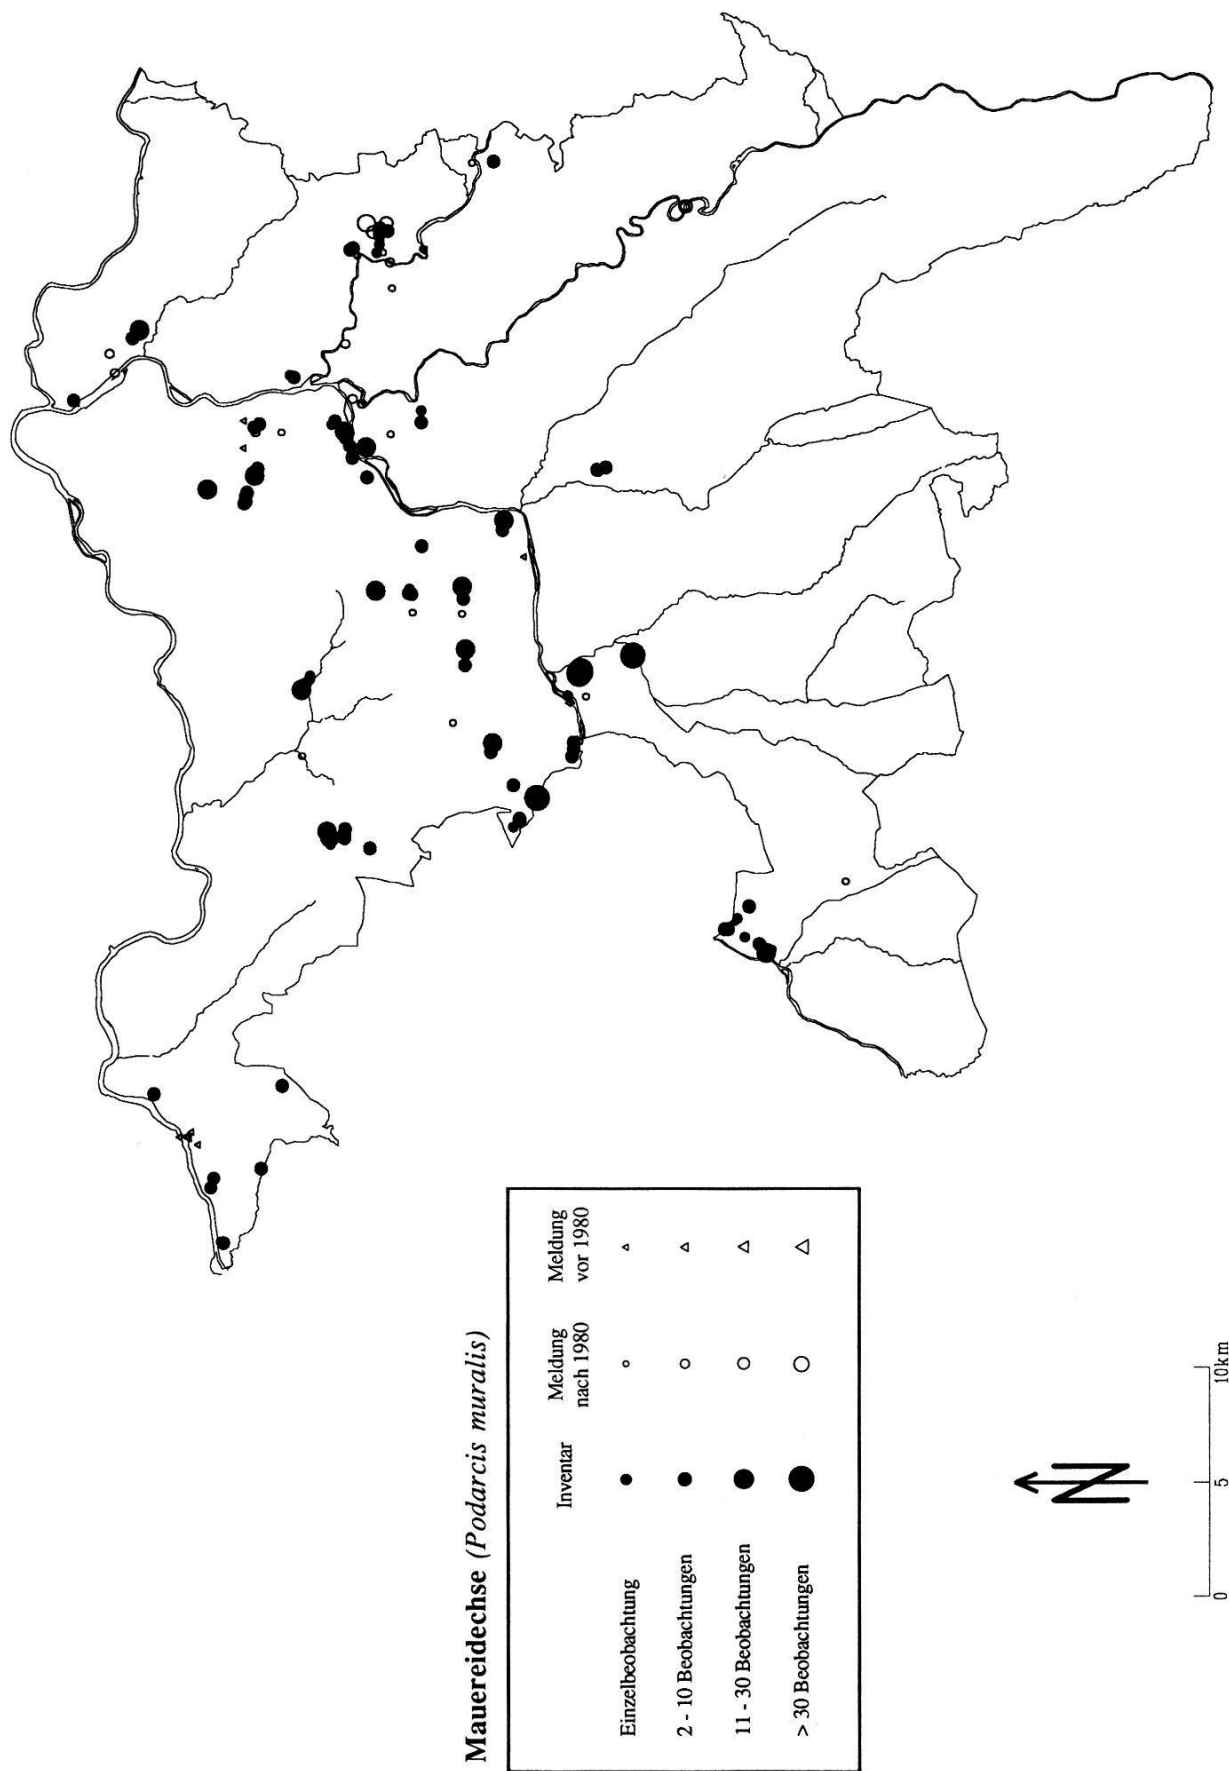 Mauereidechse (Podarcis muralis)
Inventar Meldung nach 1980 Meldung vor 1980
Einzelbeobachtung
2 - 10 Beobachtungen
11 - 30 Beobachtungen
> 30 Beobachtungen
N
0 5 10km